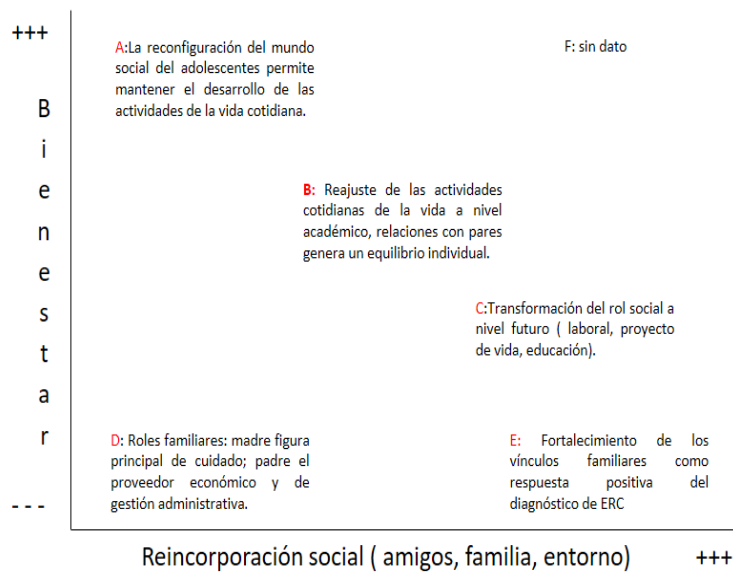 +++
A:La reconfiguración del mundo
social del adolescentes permite
mantener el desarrollo de las
actividades de la vida cotidiana.
F: sin dato
B
i
e
n
e
s
t
a
r
B: Reajuste de las actividades
cotidianas de la vida a nivel
académico, relaciones con pares
genera un equilibrio individual.
C:Transformación del rol social a
nivel futuro ( laboral, proyecto
de vida, educación).
D: Roles familiares: madre figura
principal de cuidado; padre el
proveedor económico y de
gestión administrativa.
E: Fortalecimiento de los
vínculos familiares como
respuesta positiva del
diagnóstico de ERC
- - -
Reincorporación social ( amigos, familia, entorno) +++